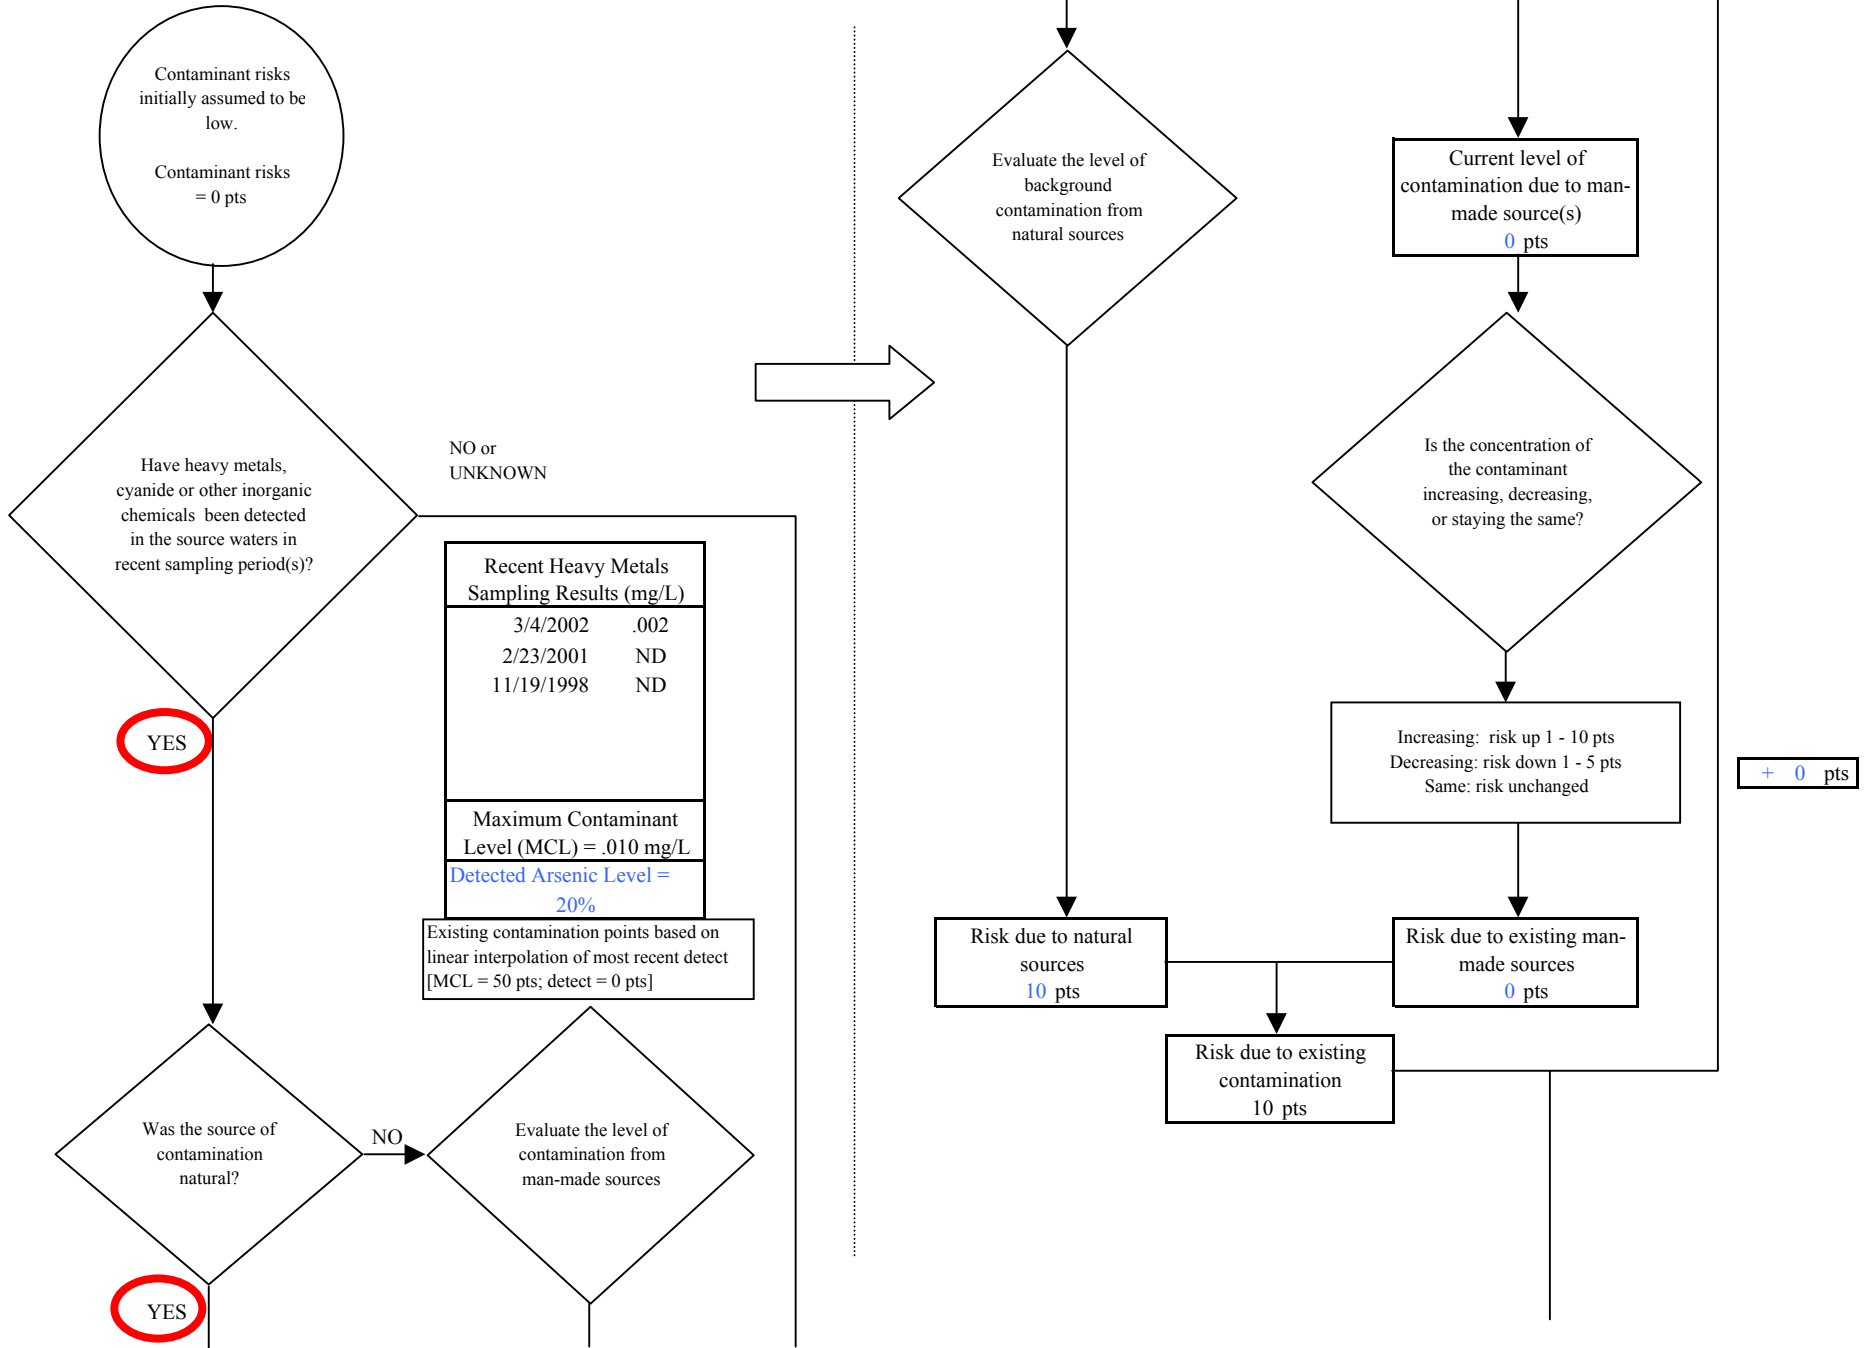 Contaminant risks
initially assumed to be
low.
Contaminant risks
= 0 pts
Have heavy metals,
cyanide or other inorganic
chemicals been detected
in the source waters in
recent sampling period(s)?
NO or
UNKNOWN
YES
Recent Heavy Metals
Sampling Results (mg/L)
3/4/2002 .002
2/23/2001 ND
11/19/1998 ND
Maximum Contaminant
Level (MCL) = .010 mg/L
Detected Arsenic Level =
20%
Existing contamination points based on
linear interpolation of most recent detect
[MCL = 50 pts; detect = 0 pts]
Was the source of
contamination
natural?
NO
Evaluate the level of
contamination from
man-made sources
YES
Evaluate the level of
background
contamination from
natural sources
Current level of
contamination due to man-
made source(s)
0 pts
Is the concentration of
the contaminant
increasing, decreasing,
or staying the same?
Increasing: risk up 1 - 10 pts
Decreasing: risk down 1 - 5 pts
Same: risk unchanged
+ 0 pts
Risk due to natural
sources
10 pts
Risk due to existing man-
made sources
0 pts
Risk due to existing
contamination
10 pts